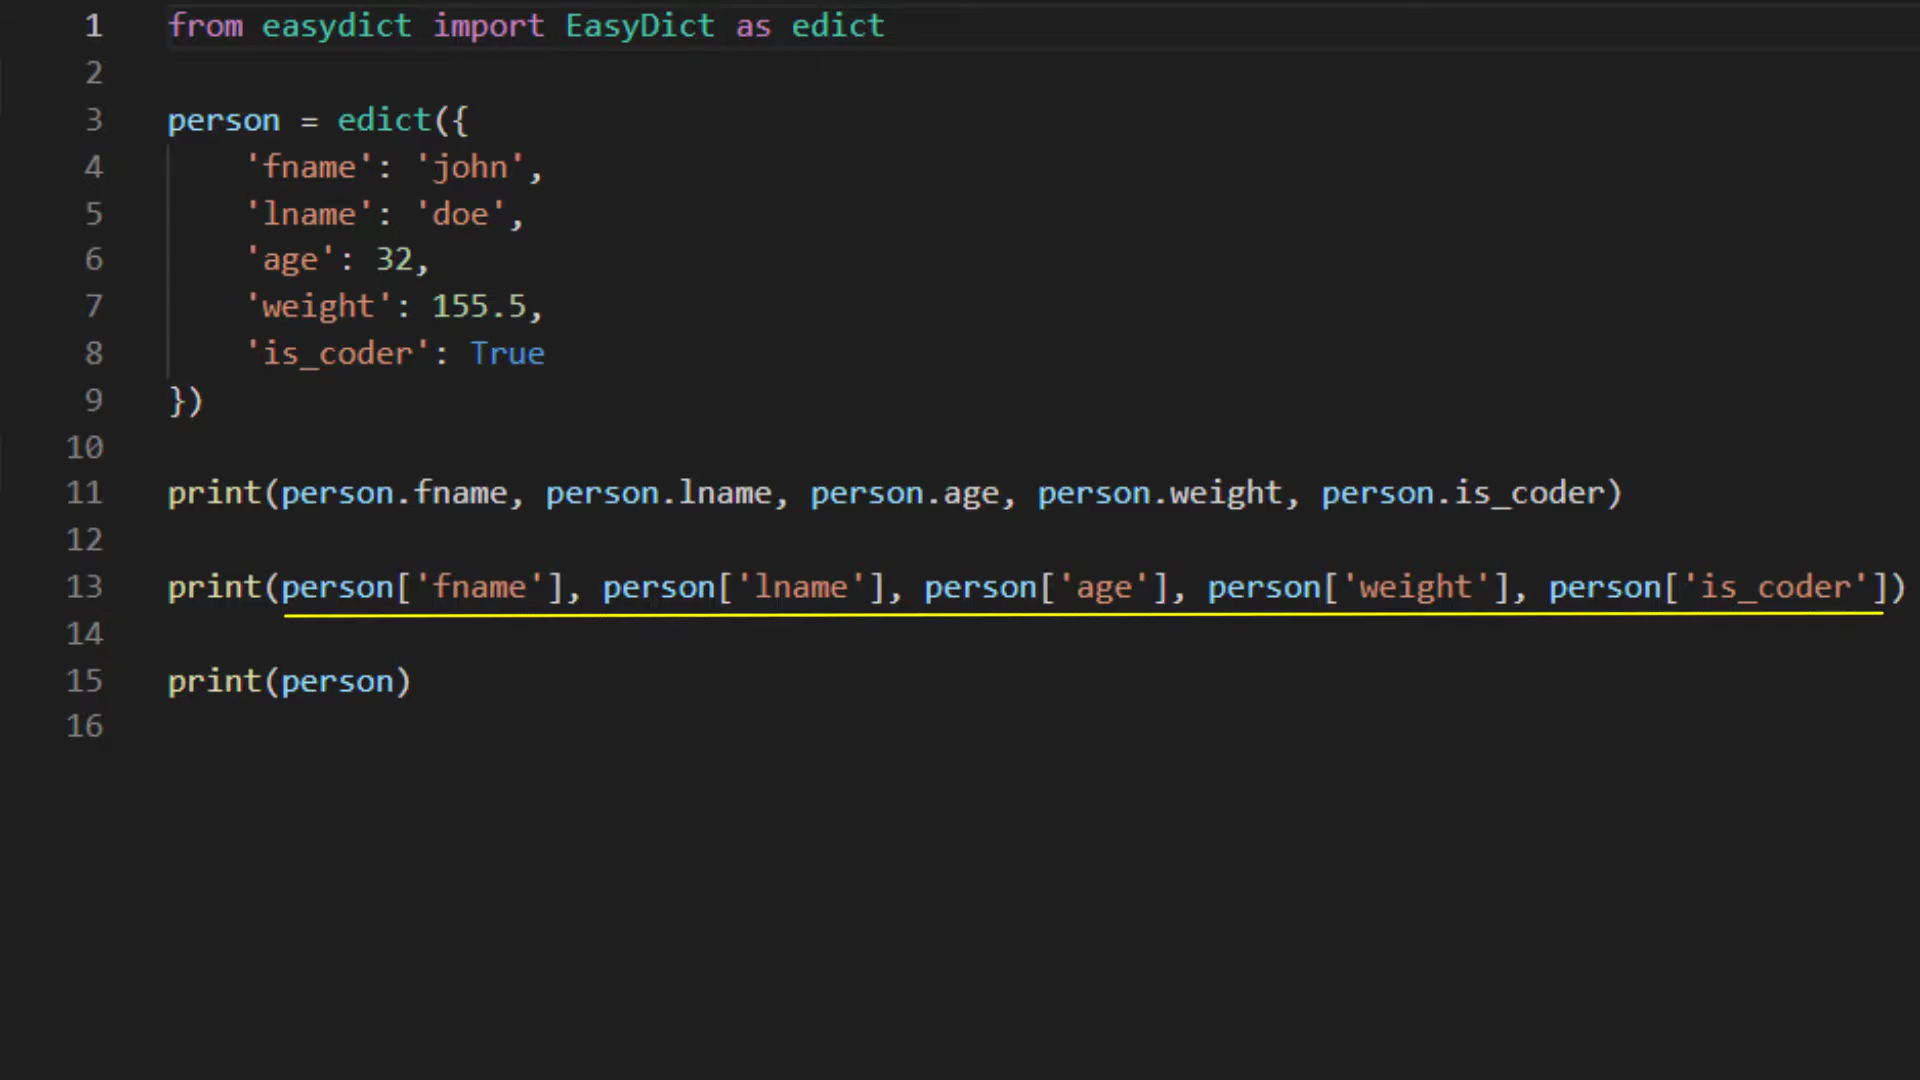 1 from easydict import EasyDict as edict
2
3 person = edict({
4     'fname': 'john',
5     'lname': 'doe',
6     'age': 32,
7     'weight': 155.5,
8     'is_coder': True
9 })
10
11 print(person.fname, person.lname, person.age, person.weight, person.is_coder)
12
13 print(person['fname'], person['lname'], person['age'], person['weight'], person['is_coder'])
14
15 print(person)
16